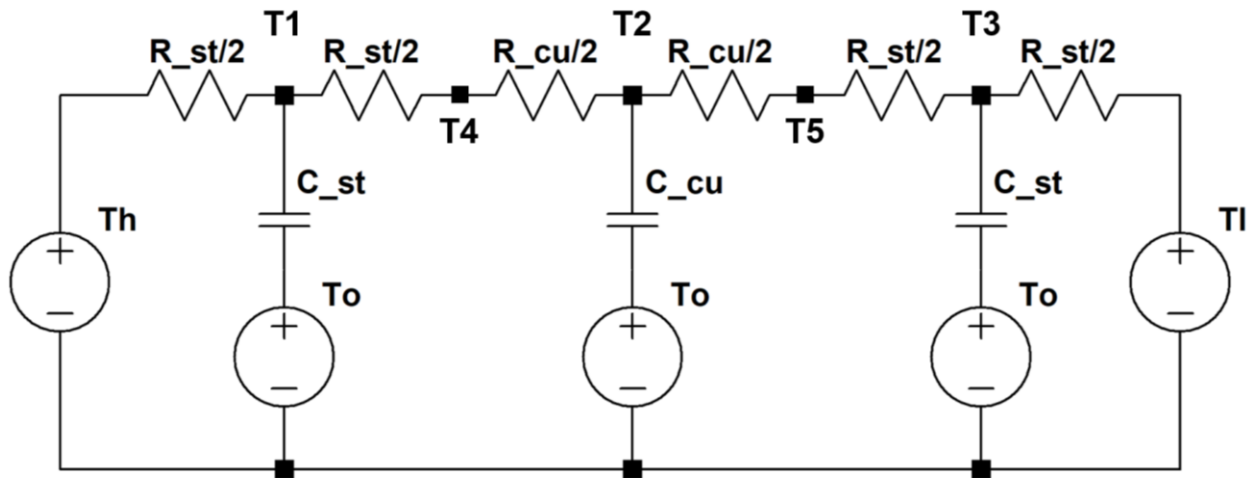 T1
T2
T3
R_st/2
R_st/2
R_cu/2
R_cu/2
R_st/2
R_st/2
T4
T5
C_st
C_cu
C_st
Th
Tl
To
To
To